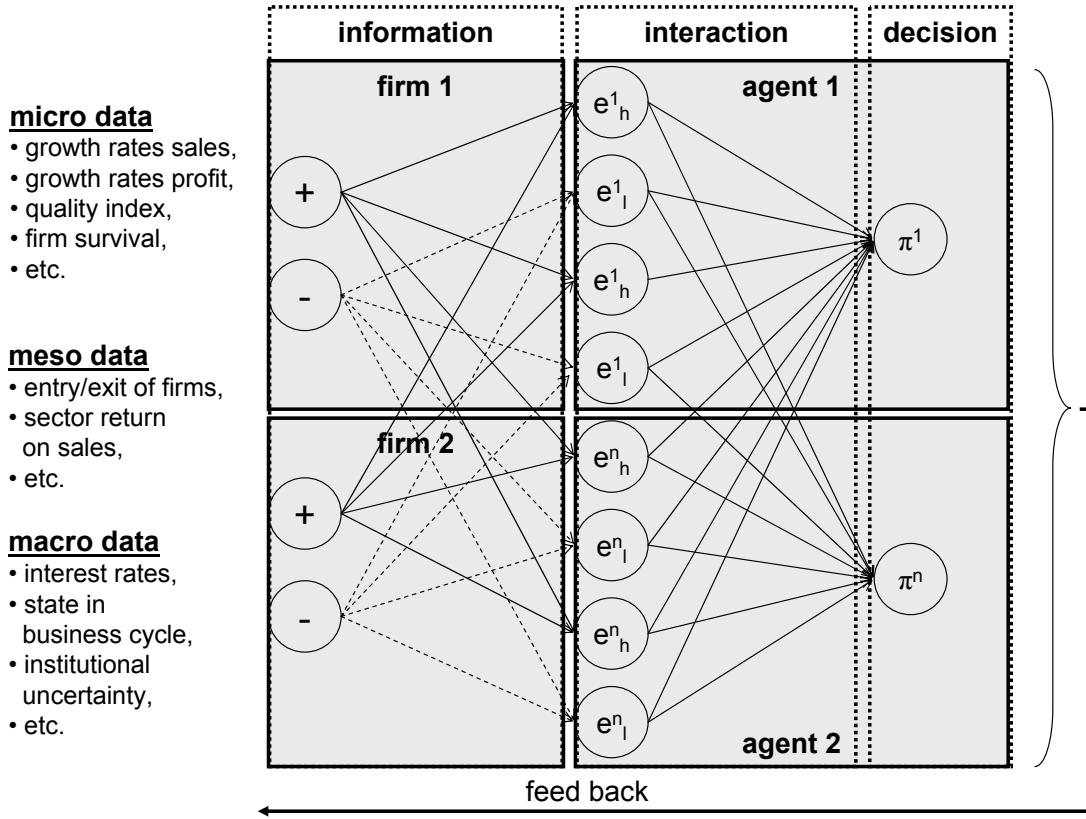 information
interaction
decision
firm 1
agent 1
micro data
• growth rates sales,
• growth rates profit,
• quality index,
• firm survival,
• etc.
meso data
• entry/exit of firms,
• sector return
on sales,
• etc.
macro data
• interest rates,
• state in
business cycle,
• institutional
uncertainty,
• etc.
+
-
firm 2
+
-
e¹ₕ
e¹ₗ
e¹ₕ
e¹ₗ
eⁿₕ
eⁿₗ
eⁿₕ
eⁿₗ
agent 2
π¹
πⁿ
feed back